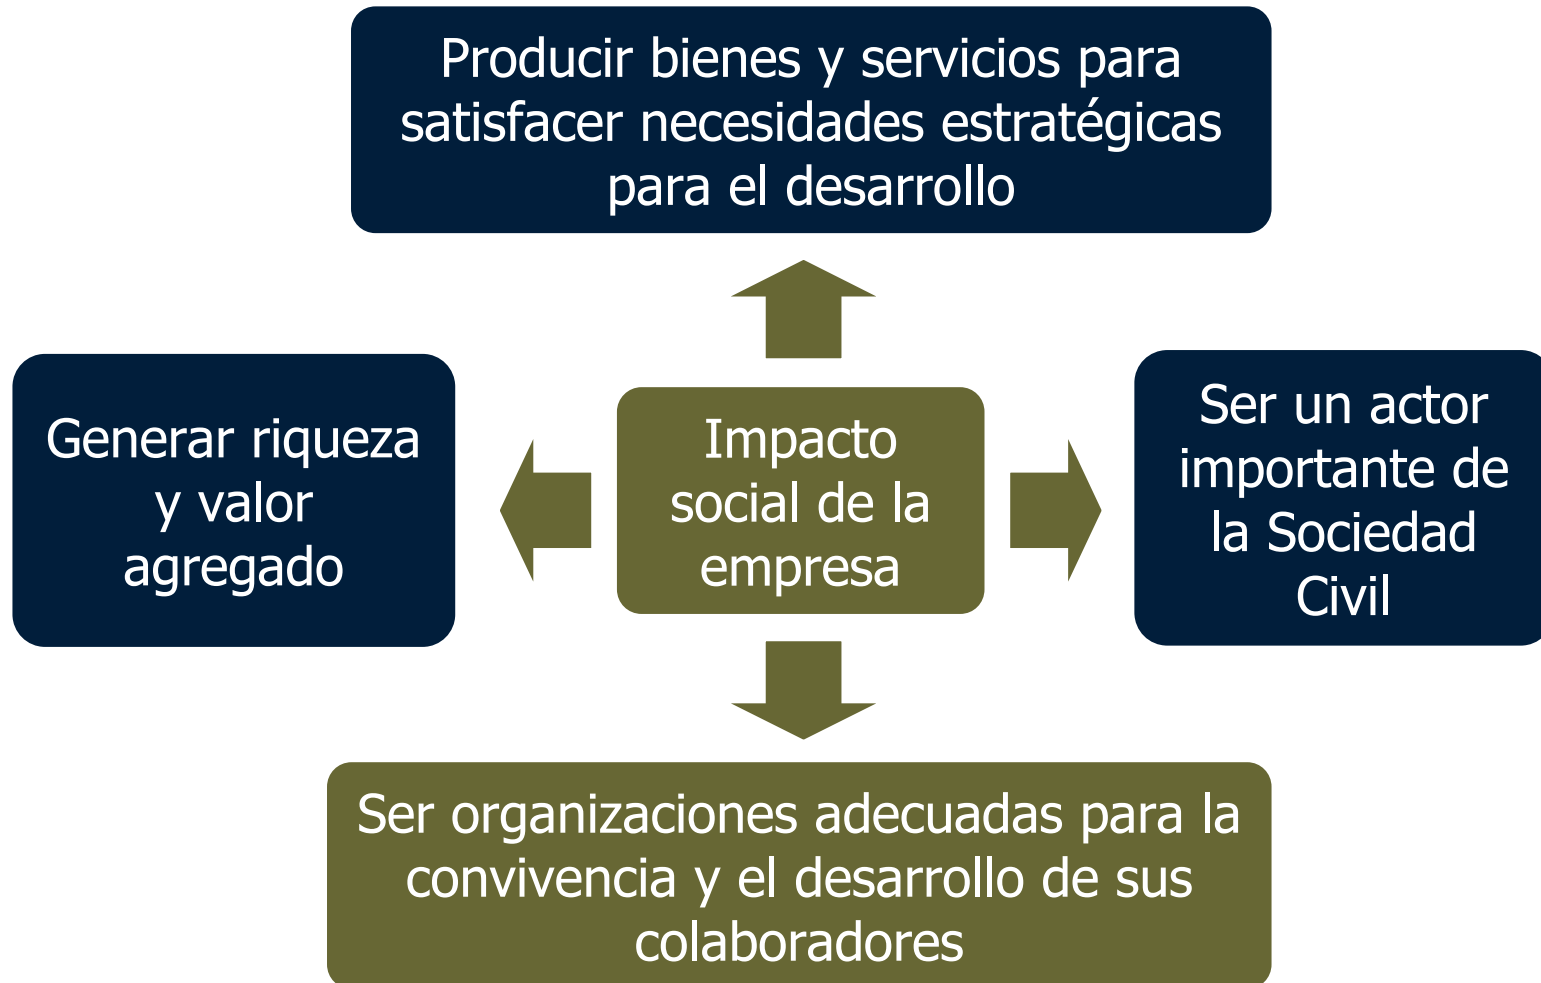 Producir bienes y servicios para
satisfacer necesidades estratégicas
para el desarrollo
Generar riqueza
y valor
agregado
Impacto
social de la
empresa
Ser un actor
importante de
la Sociedad
Civil
Ser organizaciones adecuadas para la
convivencia y el desarrollo de sus
colaboradores